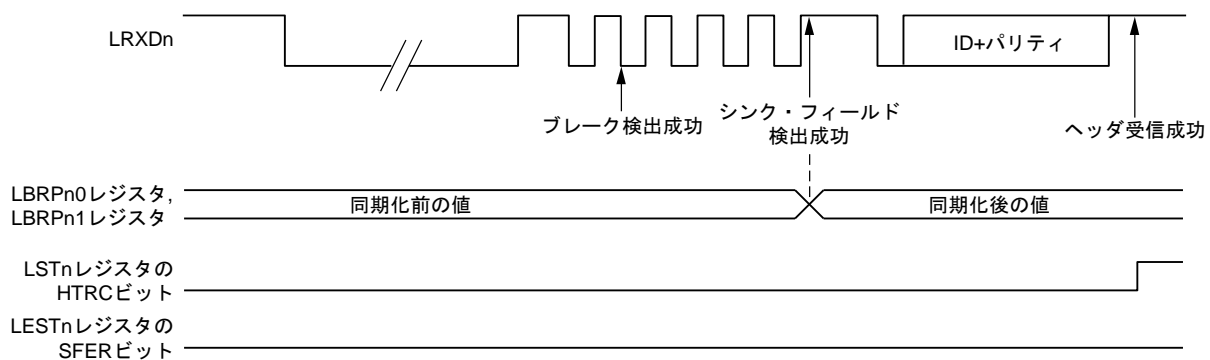 LRXDn
ID+パリティ
ブレーク検出成功
シンク・フィールド
検出成功
ヘッダ受信成功
LBRPn0レジスタ,
LBRPn1レジスタ
同期化前の値
同期化後の値
LSTnレジスタの
HTRCビット
LESTnレジスタの
SFERビット